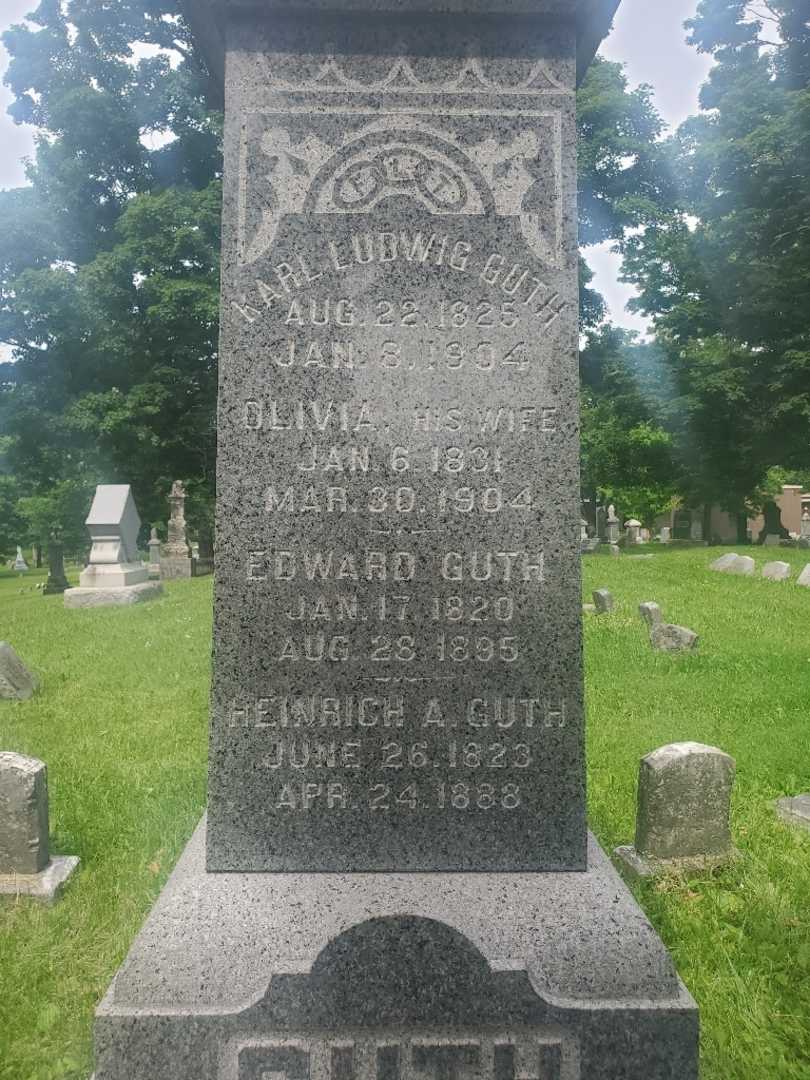 F L T
KARL LUDWIG GUTH
AUG. 22. 1825
JAN. 8. 1904
OLIVIA, HIS WIFE
JAN. 6. 1831
MAR. 30. 1904
EDWARD GUTH
JAN. 17. 1820
AUG. 28. 1895
HEINRICH A. GUTH
JUNE 26. 1823
APR. 24. 1888
GUTH